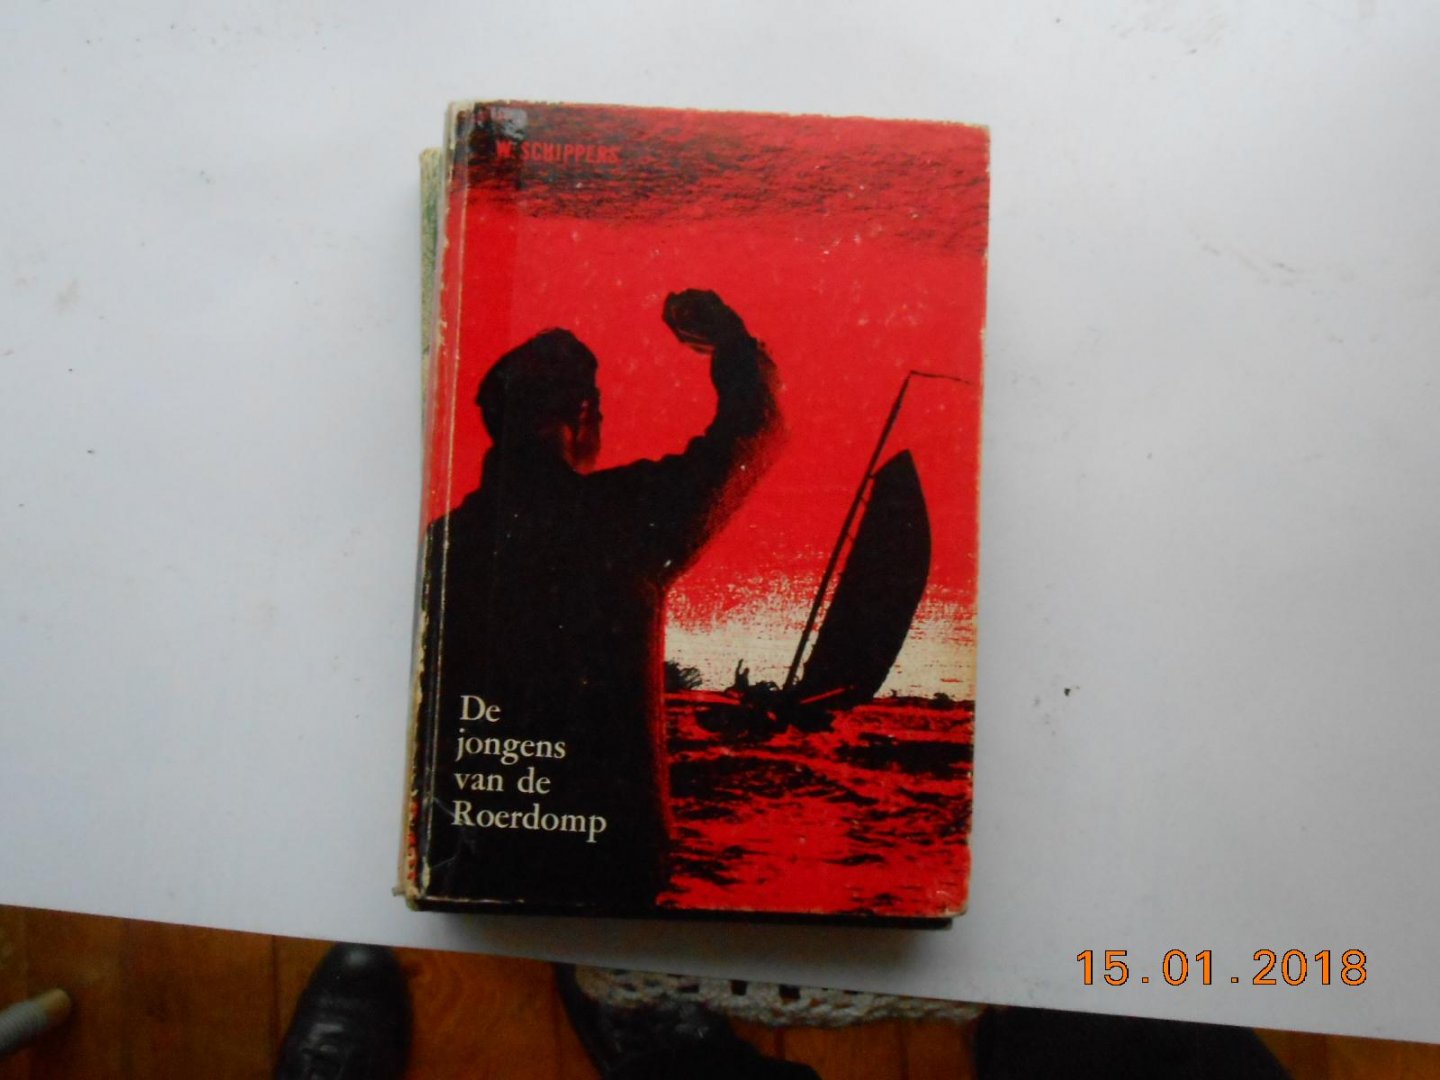 W. SCHIPPERS
De
jongens
van de
Roerdomp
15.01.2018